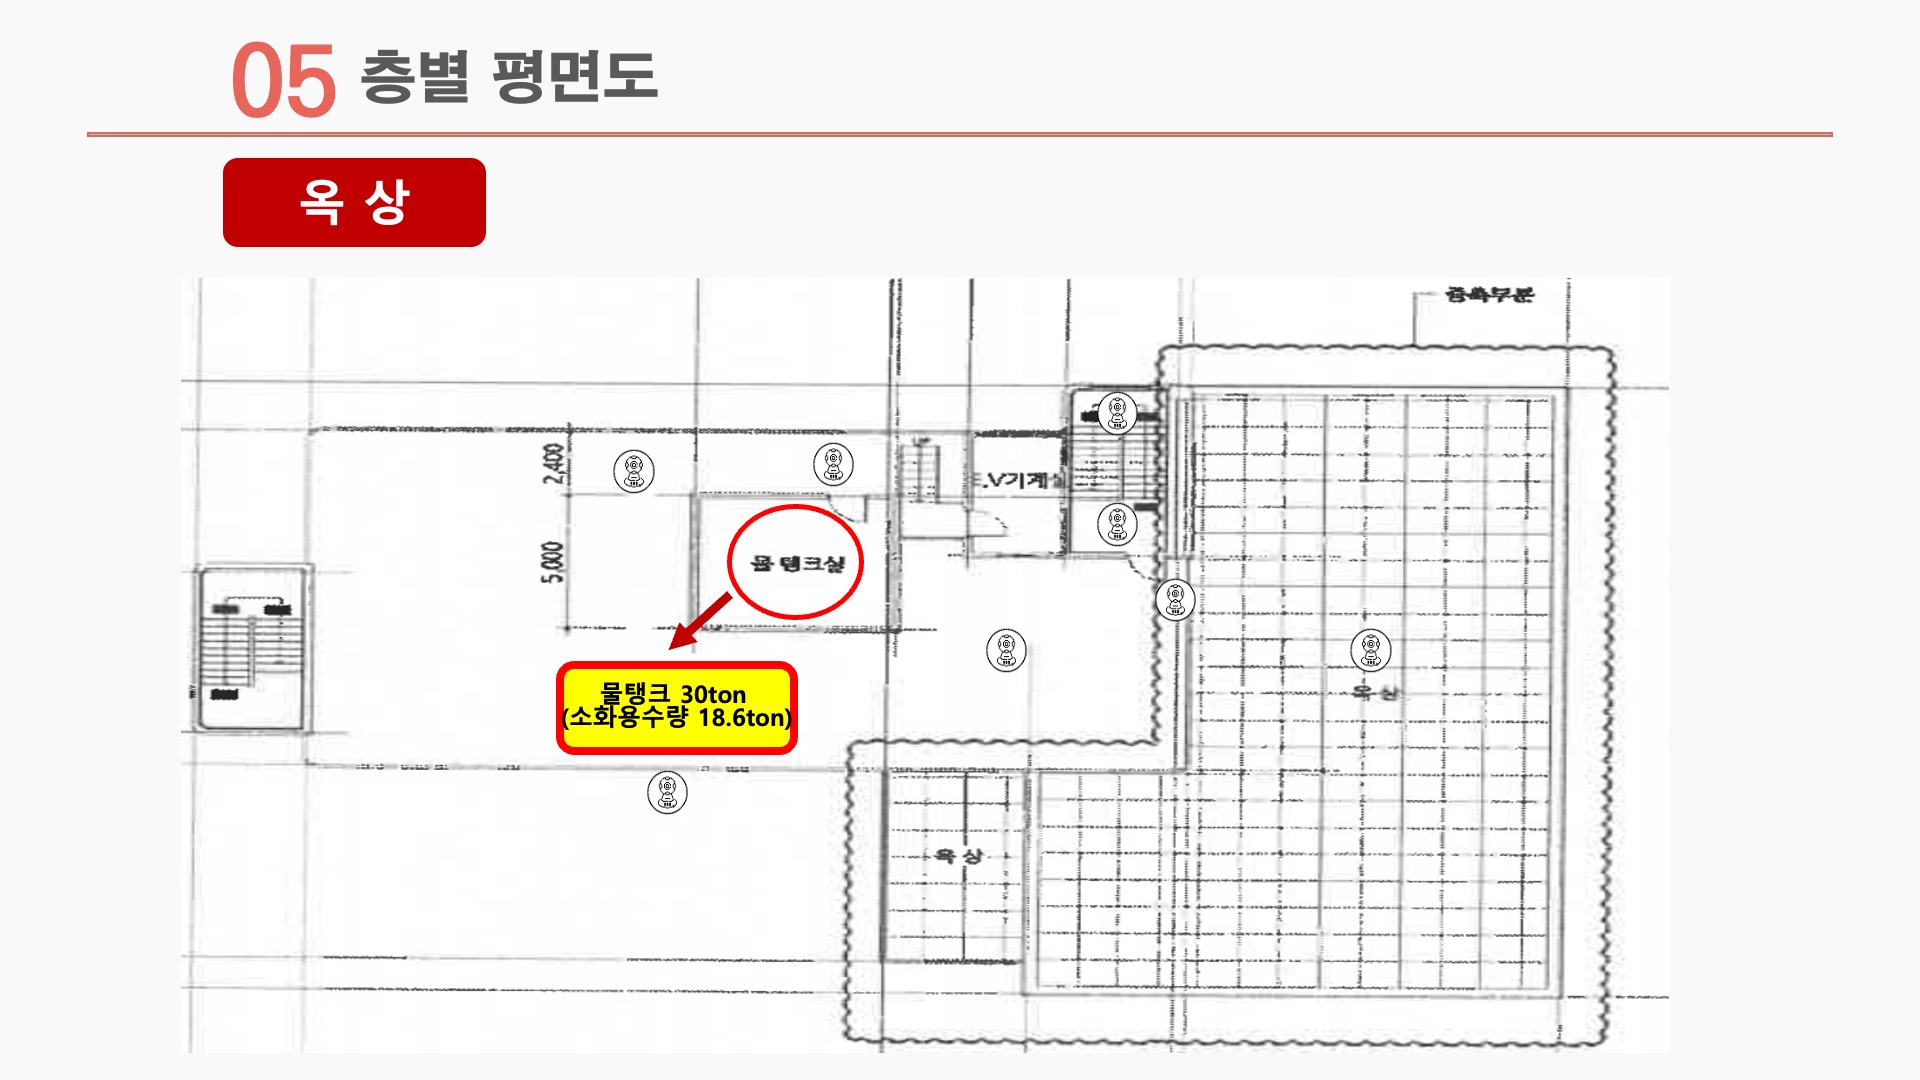 05 층별 평면도
옥 상
증축부분
2,400
UP
.V기계실
5,000
물 탱크실
물탱크 30ton
(소화용수량 18.6ton)
옥 상
옥 상